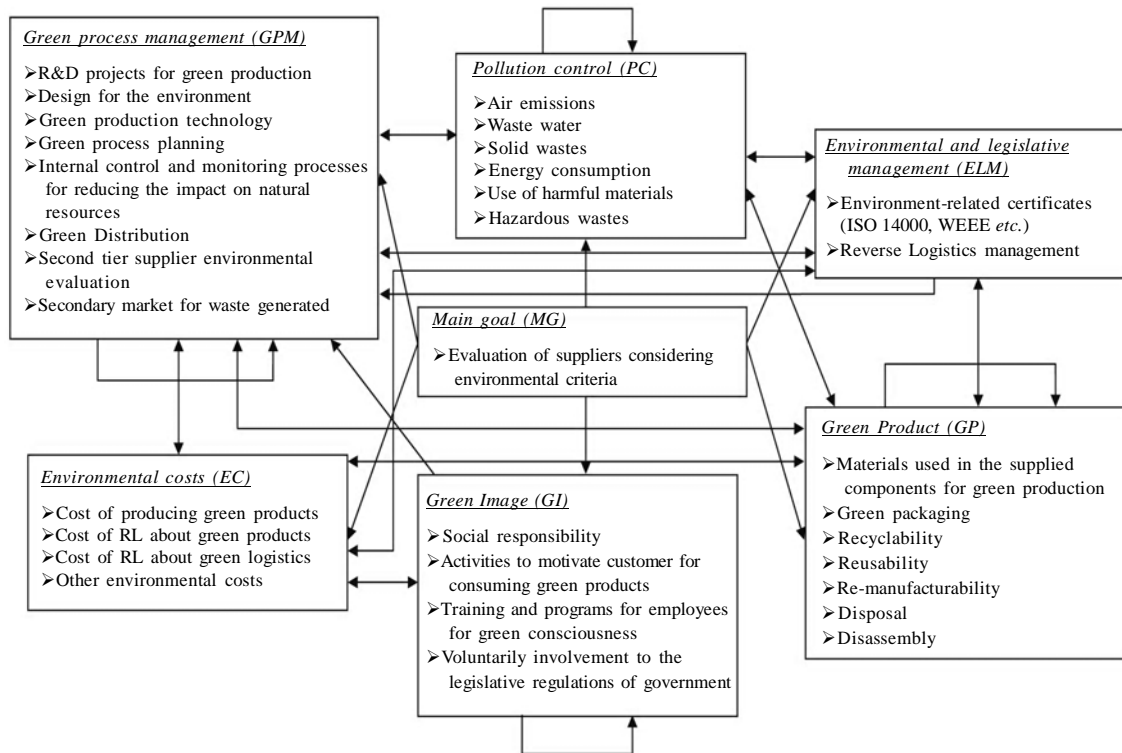 Green process management (GPM)
➢R&D projects for green production
➢Design for the environment
➢Green production technology
➢Green process planning
➢Internal control and monitoring processes
for reducing the impact on natural
resources
➢Green Distribution
➢Second tier supplier environmental
evaluation
➢Secondary market for waste generated
Pollution control (PC)
➢Air emissions
➢Waste water
➢Solid wastes
➢Energy consumption
➢Use of harmful materials
➢Hazardous wastes
Environmental and legislative
management (ELM)
➢Environment-related certificates
(ISO 14000, WEEE etc.)
➢Reverse Logistics management
Main goal (MG)
➢Evaluation of suppliers considering
environmental criteria
Environmental costs (EC)
➢Cost of producing green products
➢Cost of RL about green products
➢Cost of RL about green logistics
➢Other environmental costs
Green Image (GI)
➢Social responsibility
➢Activities to motivate customer for
consuming green products
➢Training and programs for employees
for green consciousness
➢Voluntarily involvement to the
legislative regulations of government
Green Product (GP)
➢Materials used in the supplied
components for green production
➢Green packaging
➢Recyclability
➢Reusability
➢Re-manufacturability
➢Disposal
➢Disassembly